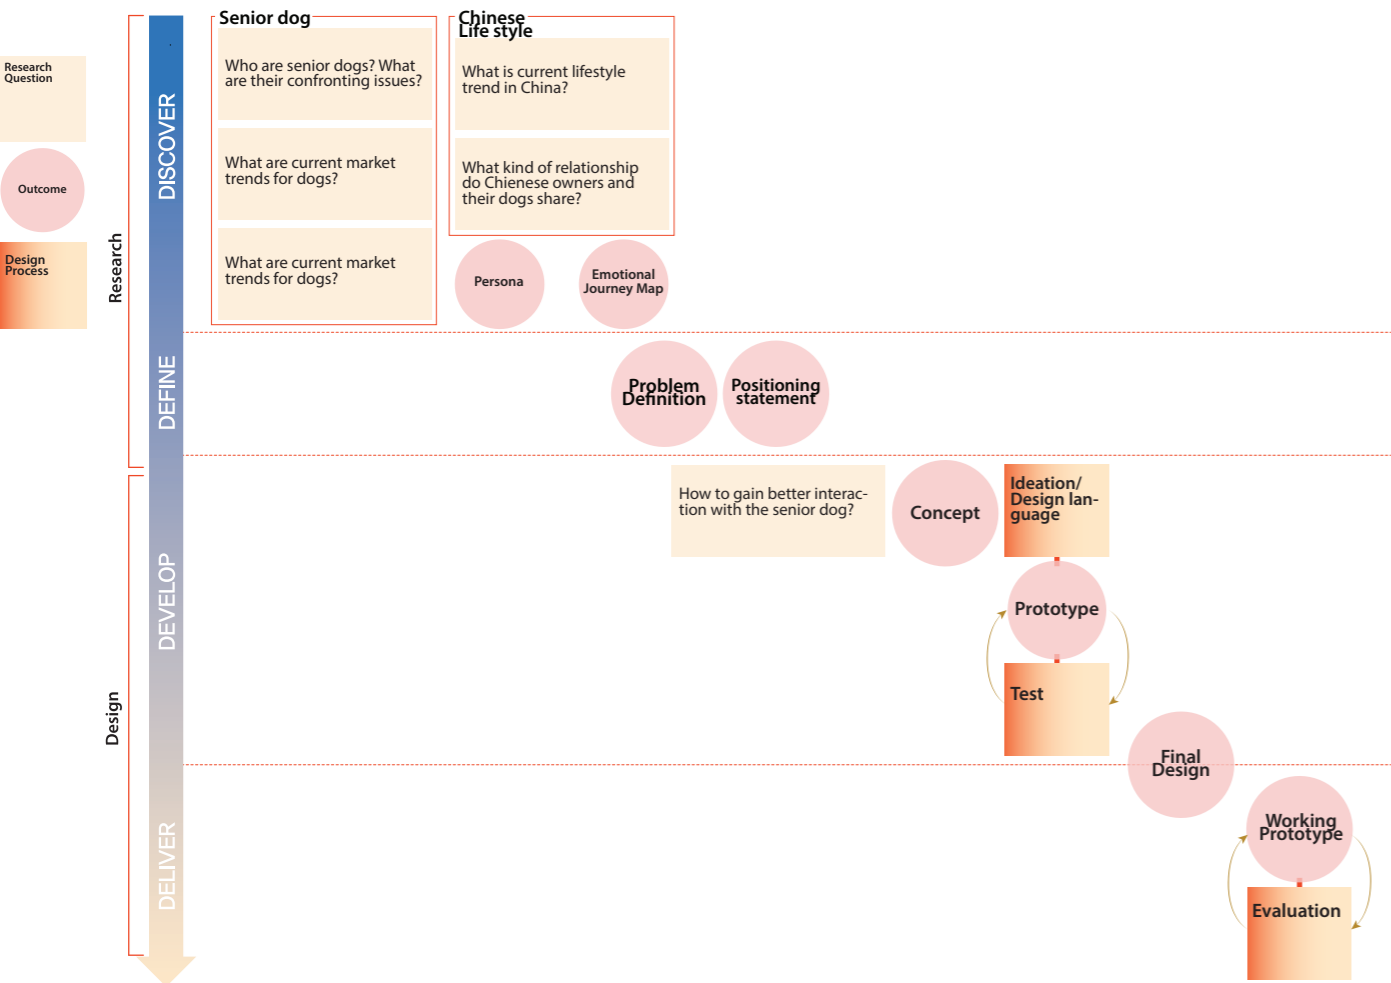 Research
Question
Outcome
Design
Process
Research
Design
DISCOVER
DEFINE
DEVELOP
DELIVER
Senior dog
Who are senior dogs? What
are their confronting issues?
What are current market
trends for dogs?
What are current market
trends for dogs?
Chinese
Life style
What is current lifestyle
trend in China?
What kind of relationship
do Chienese owners and
their dogs share?
Persona
Emotional
Journey Map
Problem
Definition
Positioning
statement
How to gain better interac-
tion with the senior dog?
Concept
Ideation/
Design lan-
guage
Prototype
Test
Final
Design
Working
Prototype
Evaluation